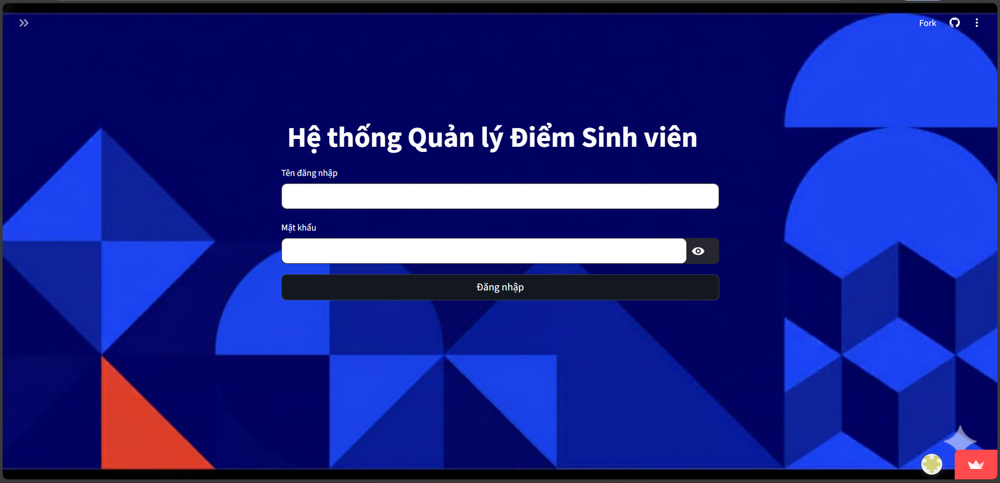 Fork
Hệ thống Quản lý Điểm Sinh viên
Tên đăng nhập
Mật khẩu
Đăng nhập